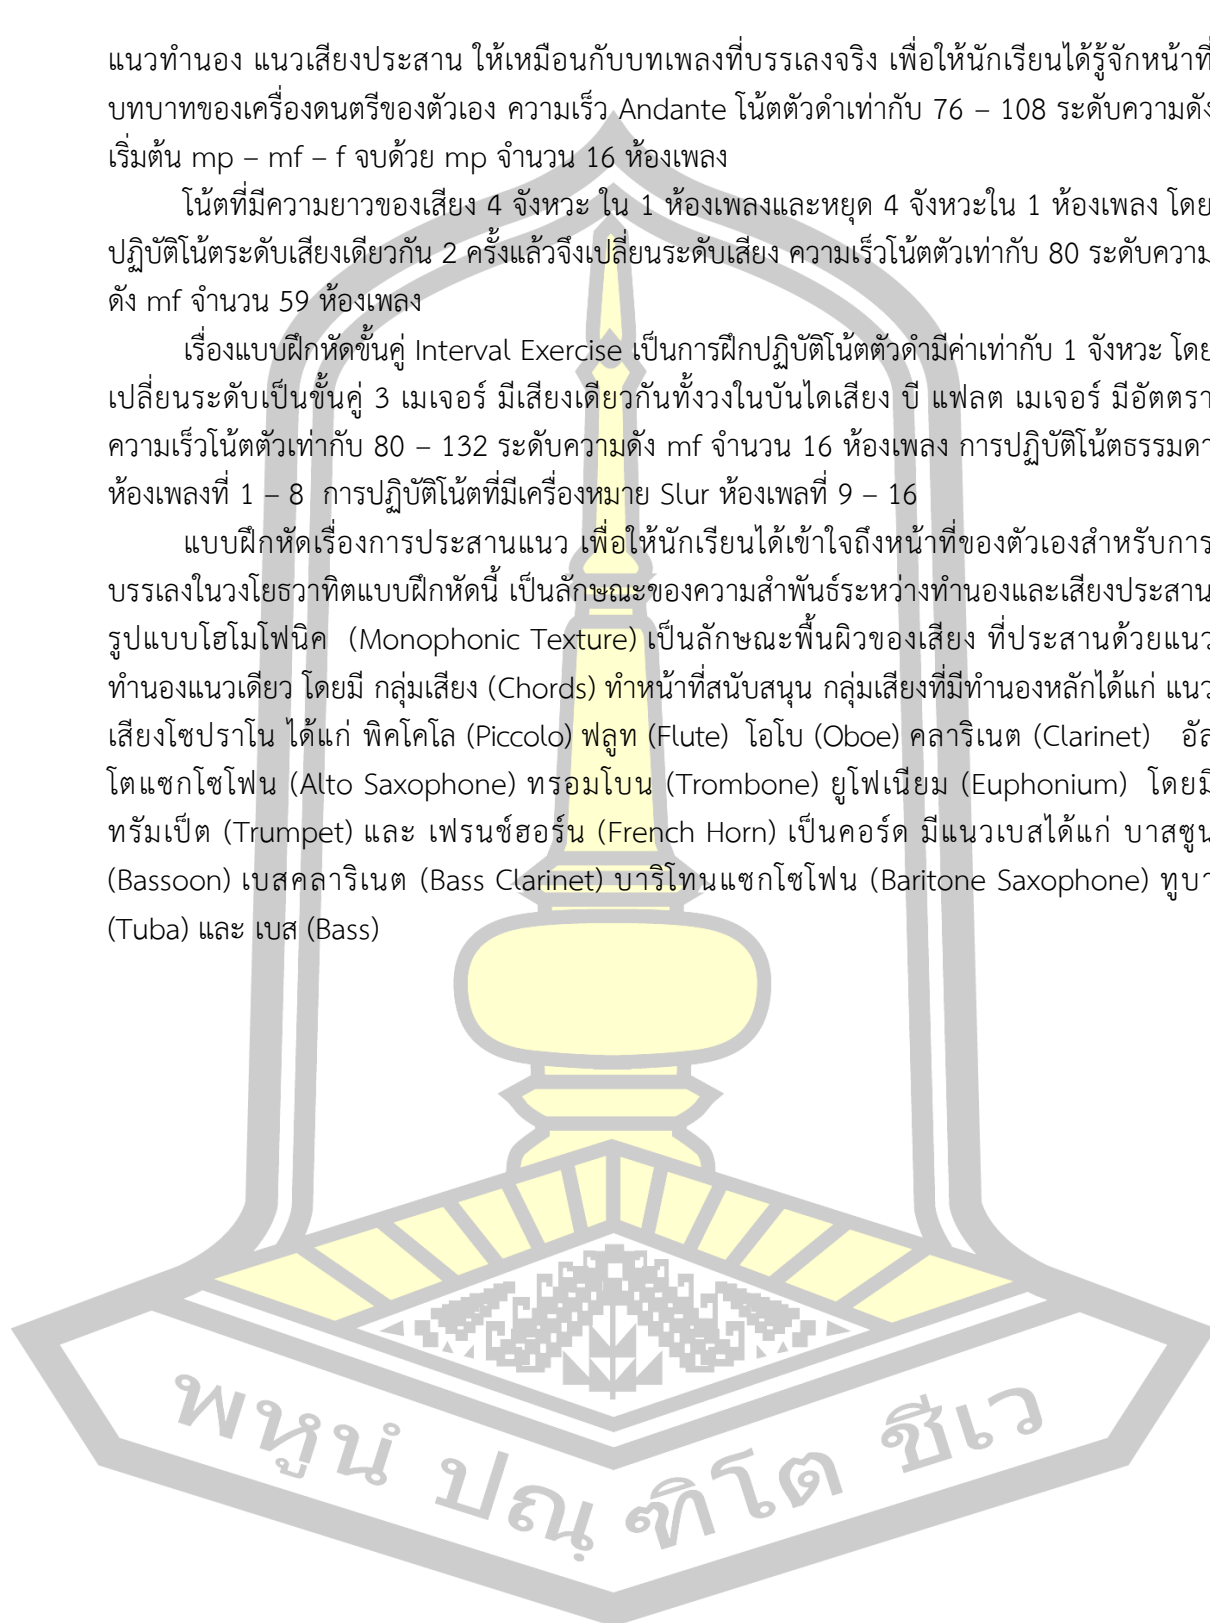 แนวทำนอง แนวเสียงประสาน ให้เหมือนกับบทเพลงที่บรรเลงจริง เพื่อให้นักเรียนได้รู้จักหน้าที่
บทบาทของเครื่องดนตรีของตัวเอง ความเร็ว Andante โน้ตตัวดำเท่ากับ 76 – 108 ระดับความดัง
เริ่มต้น mp – mf – f จบด้วย mp จำนวน 16 ห้องเพลง
โน้ตที่มีความยาวของเสียง 4 จังหวะ ใน 1 ห้องเพลงและหยุด 4 จังหวะใน 1 ห้องเพลง โดย
ปฏิบัติโน้ตระดับเสียงเดียวกัน 2 ครั้งแล้วจึงเปลี่ยนระดับเสียง ความเร็วโน้ตตัวเท่ากับ 80 ระดับความ
ดัง mf จำนวน 59 ห้องเพลง
เรื่องแบบฝึกหัดขั้นคู่ Interval Exercise เป็นการฝึกปฏิบัติโน้ตตัวดำมีค่าเท่ากับ 1 จังหวะ โดย
เปลี่ยนระดับเป็นขั้นคู่ 3 เมเจอร์ มีเสียงเดียวกันทั้งวงในบันไดเสียง บี แฟลต เมเจอร์ มีอัตตรา
ความเร็วโน้ตตัวเท่ากับ 80 – 132 ระดับความดัง mf จำนวน 16 ห้องเพลง การปฏิบัติโน้ตธรรมดา
ห้องเพลงที่ 1 – 8 การปฏิบัติโน้ตที่มีเครื่องหมาย Slur ห้องเพลที่ 9 – 16
แบบฝึกหัดเรื่องการประสานแนว เพื่อให้นักเรียนได้เข้าใจถึงหน้าที่ของตัวเองสำหรับการ
บรรเลงในวงโยธวาทิตแบบฝึกหัดนี้ เป็นลักษณะของความสำพันธ์ระหว่างทำนองและเสียงประสาน
รูปแบบโฮโมโฟนิค (Monophonic Texture) เป็นลักษณะพื้นผิวของเสียง ที่ประสานด้วยแนว
ทำนองแนวเดียว โดยมี กลุ่มเสียง (Chords) ทำหน้าที่สนับสนุน กลุ่มเสียงที่มีทำนองหลักได้แก่ แนว
เสียงโซปราโน ได้แก่ พิคโคโล (Piccolo) ฟลูท (Flute) โอโบ (Oboe) คลาริเนต (Clarinet) อัล
โตแซกโซโฟน (Alto Saxophone) ทรอมโบน (Trombone) ยูโฟเนียม (Euphonium) โดยมี
ทรัมเป็ต (Trumpet) และ เฟรนช์ฮอร์น (French Horn) เป็นคอร์ด มีแนวเบสได้แก่ บาสซูน
(Bassoon) เบสคลาริเนต (Bass Clarinet) บาริโทนแซกโซโฟน (Baritone Saxophone) ทูบา
(Tuba) และ เบส (Bass)
พหูนํ ปณฺฑิโต ชีเว